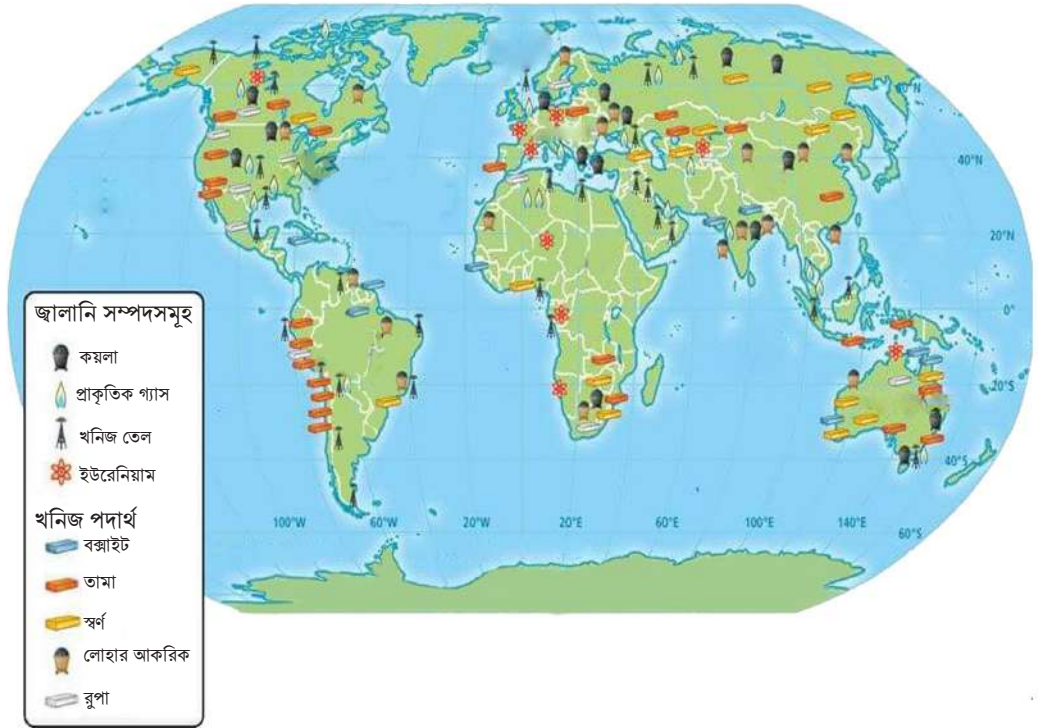 জ্বালানি সম্পদসমূহ
কয়লা
প্রাকৃতিক গ্যাস
খনিজ তেল
ইউরেনিয়াম
খনিজ পদার্থ
বক্সাইট
তামা
স্বর্ণ
লোহার আকরিক
রুপা
40°N
20°N
0°
20°S
40°S
60°S
100°W
60°W
20°W
20°E
60°E
100°E
140°E